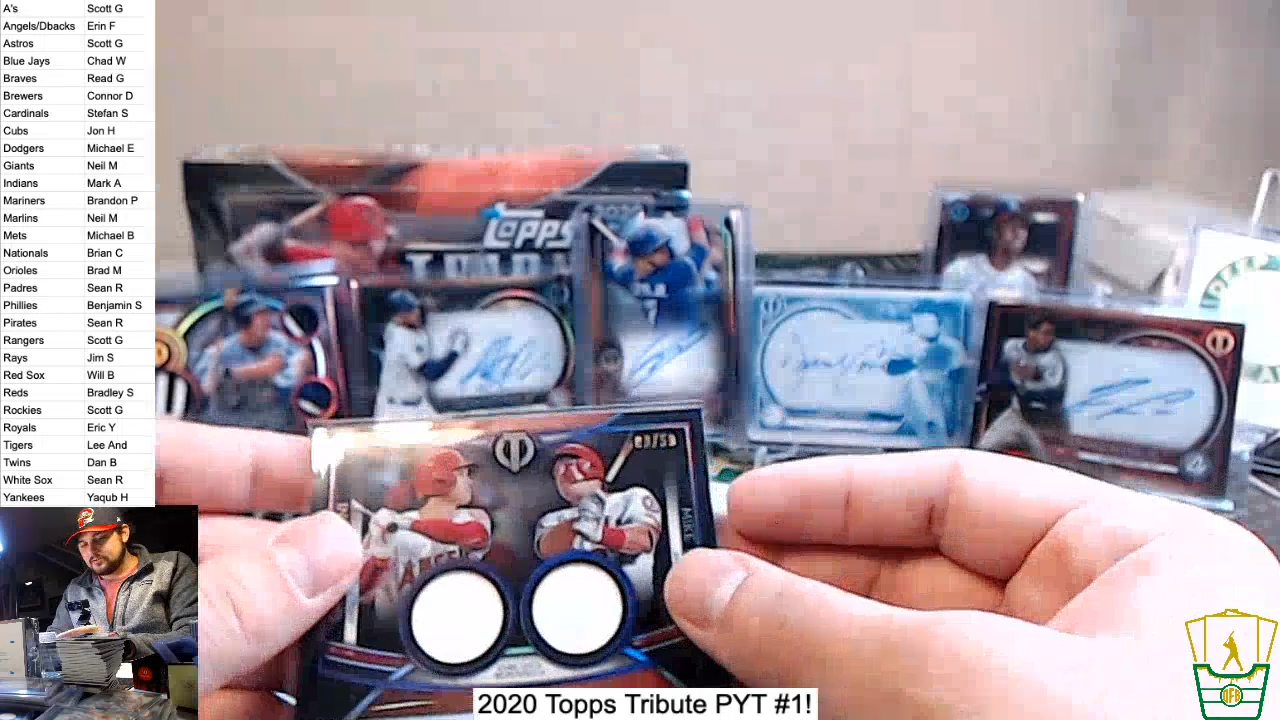 A's Scott G
Angels/Dbacks Erin F
Astros Scott G
Blue Jays Chad W
Braves Read G
Brewers Connor D
Cardinals Stefan S
Cubs Jon H
Dodgers Michael E
Giants Neil M
Indians Mark A
Mariners Brandon P
Marlins Neil M
Mets Michael B
Nationals Brian C
Orioles Brad M
Padres Sean R
Phillies Benjamin S
Pirates Sean R
Rangers Scott G
Rays Jim S
Red Sox Will B
Reds Bradley S
Rockies Scott G
Royals Eric Y
Tigers Lee And
Twins Dan B
White Sox Sean R
Yankees Yaqub H
Topps
2020 Topps Tribute PYT #1!